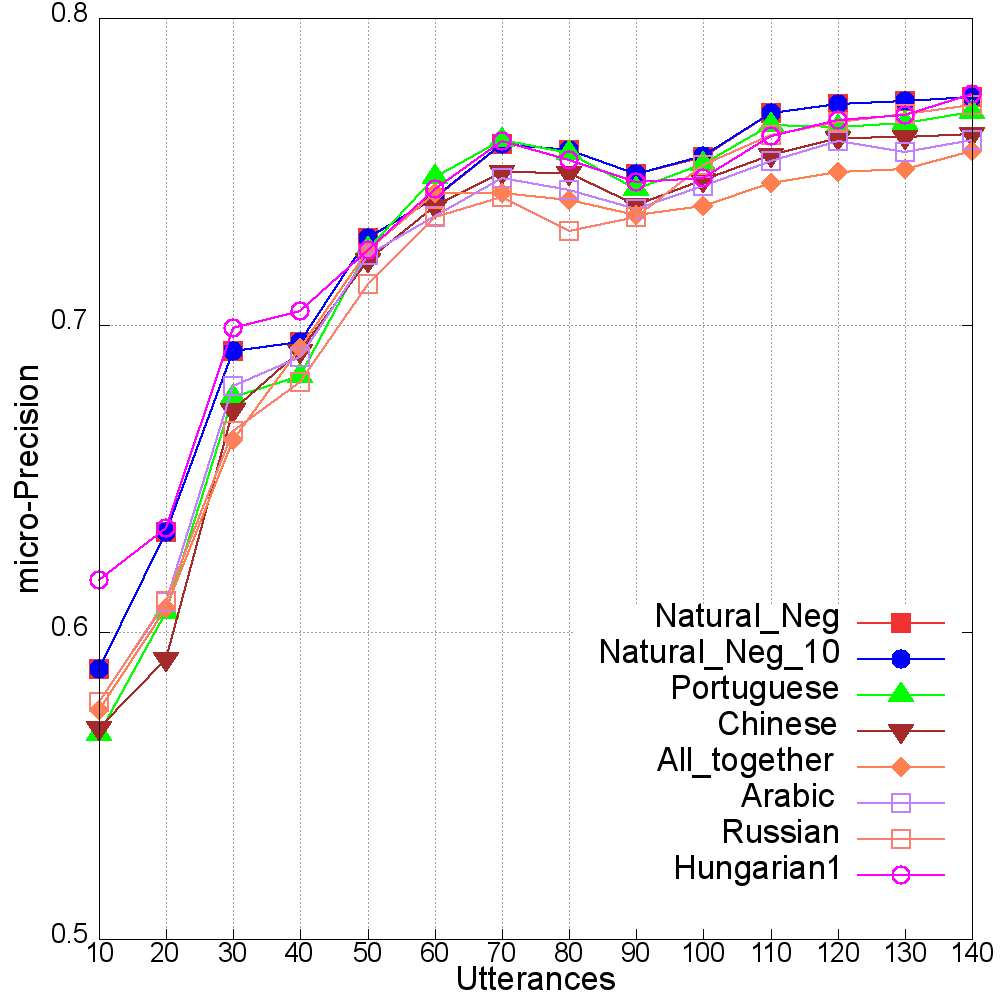 0.8
0.7
0.6
0.5
micro-Precision
Natural_Neg
Natural_Neg_10
Portuguese
Chinese
All_together
Arabic
Russian
Hungarian1
10 20 30 40 50 60 70 80 90 100 110 120 130 140
Utterances